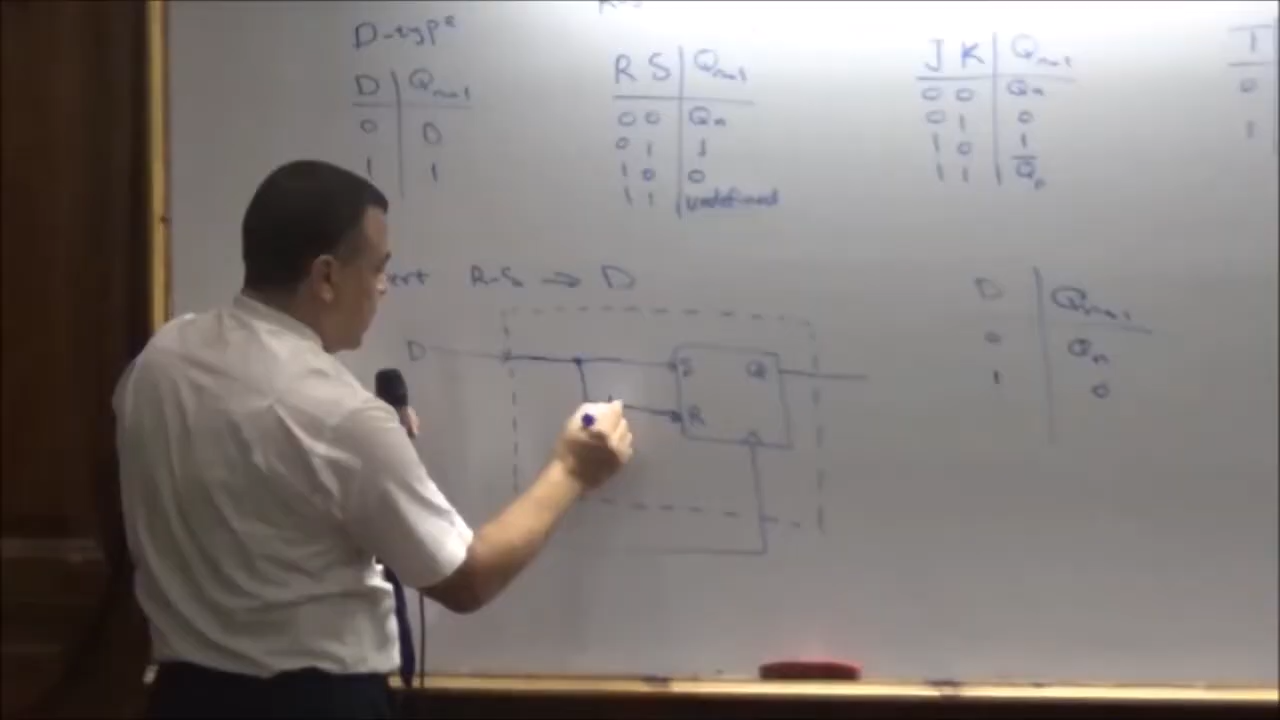 D-type
D Qn+1
0 0
1 1
R S Qn+1
0 0 Qn
0 1 1
1 0 0
1 1 undefined
J K Qn+1
0 0 Qn
0 1 0
1 0 1
1 1 Q̅n
T
0
1
R-S ⇒ D
D
S Q
R
D Qn+1
0 Qn
1 0